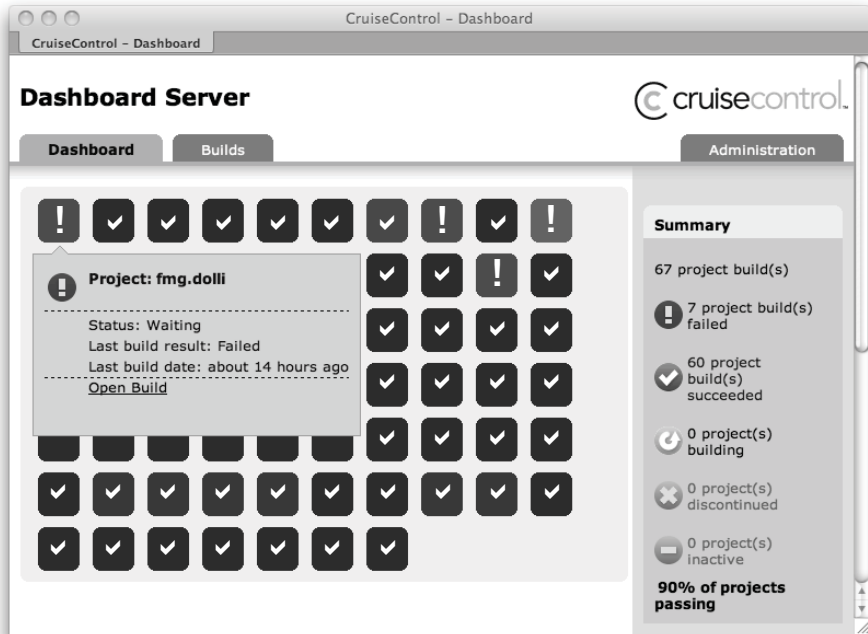 CruiseControl – Dashboard
CruiseControl – Dashboard
Dashboard Server
cruisecontrol™
Dashboard
Builds
Administration
Project: fmg.dolli
Status: Waiting
Last build result: Failed
Last build date: about 14 hours ago
Open Build
Summary
67 project build(s)
7 project build(s)
failed
60 project
build(s)
succeeded
0 project(s)
building
0 project(s)
discontinued
0 project(s)
inactive
90% of projects
passing